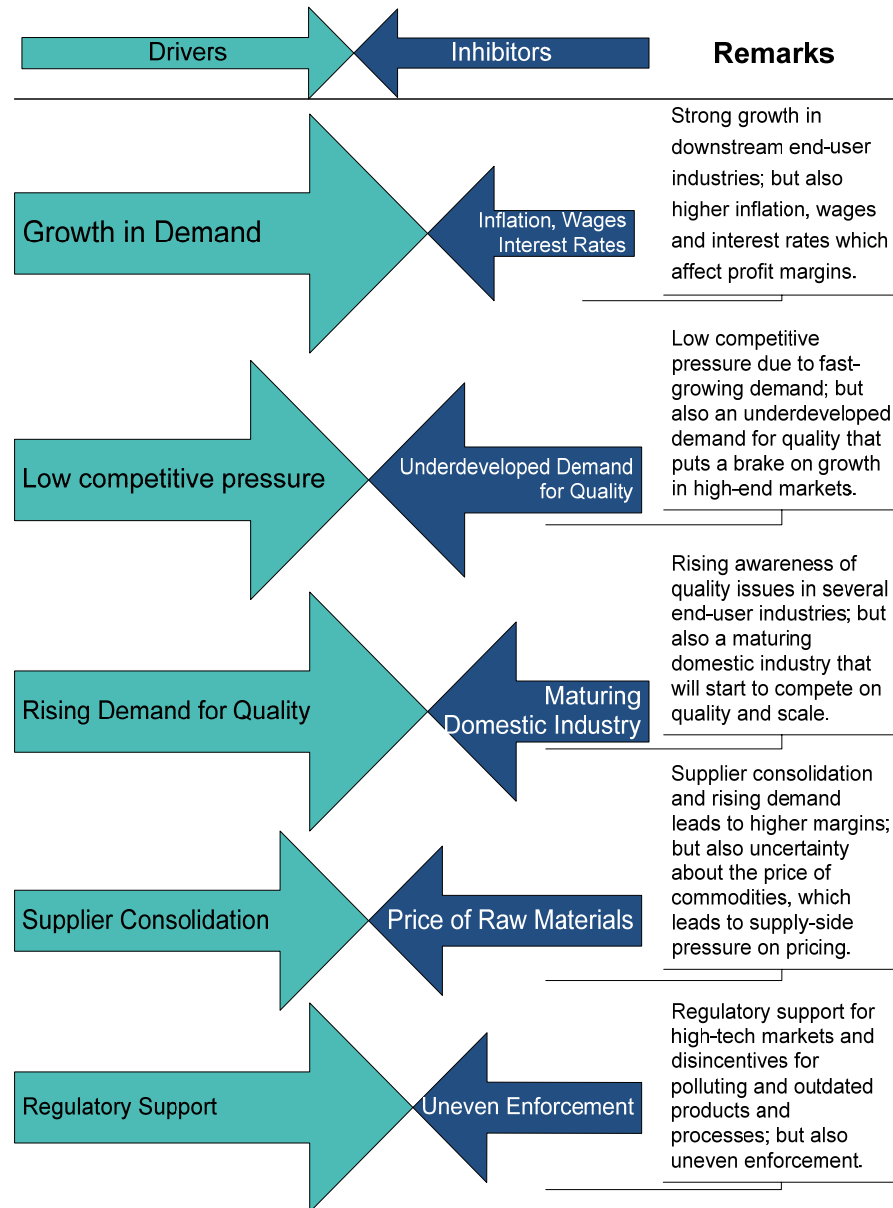 Drivers
Inhibitors
Remarks
Growth in Demand
Inflation, Wages
Interest Rates
Strong growth in
downstream end-user
industries; but also
higher inflation, wages
and interest rates which
affect profit margins.
Low competitive pressure
Underdeveloped Demand
for Quality
Low competitive
pressure due to fast-
growing demand; but
also an underdeveloped
demand for quality that
puts a brake on growth
in high-end markets.
Rising Demand for Quality
Maturing
Domestic Industry
Rising awareness of
quality issues in several
end-user industries; but
also a maturing
domestic industry that
will start to compete on
quality and scale.
Supplier Consolidation
Price of Raw Materials
Supplier consolidation
and rising demand
leads to higher margins;
but also uncertainty
about the price of
commodities, which
leads to supply-side
pressure on pricing.
Regulatory Support
Uneven Enforcement
Regulatory support for
high-tech markets and
disincentives for
polluting and outdated
products and
processes; but also
uneven enforcement.